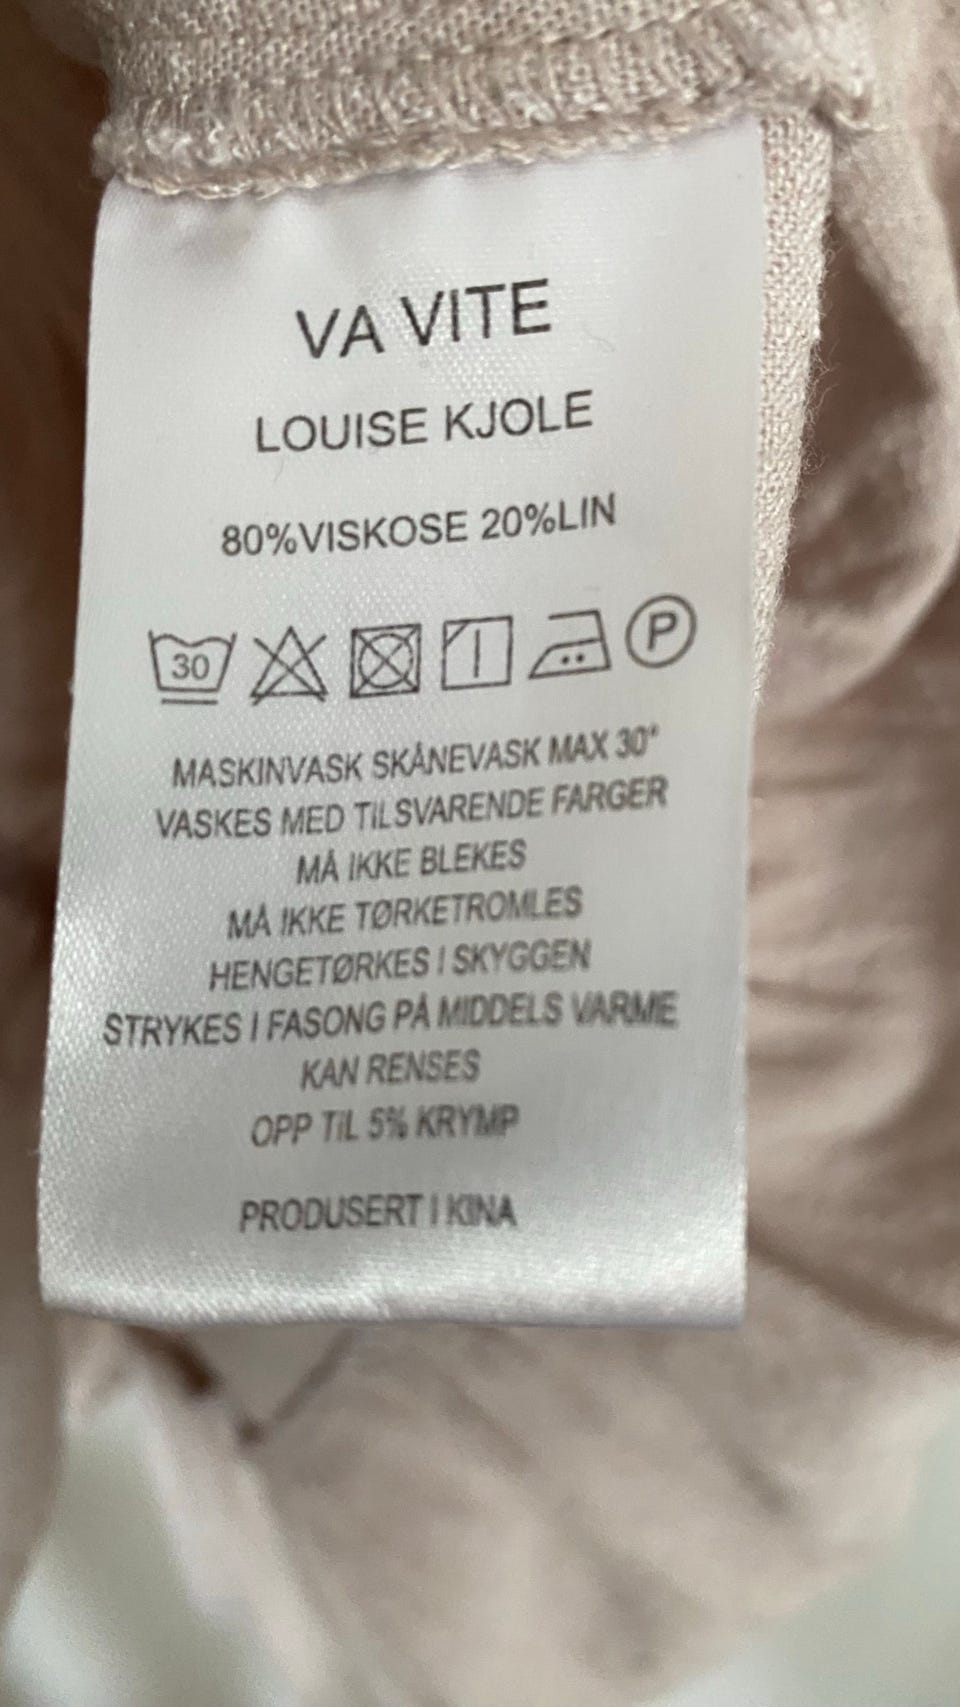 VA VITE
LOUISE KJOLE
80%VISKOSE 20%LIN
30 P
MASKINVASK SKÅNEVASK MAX 30°
VASKES MED TILSVARENDE FARGER
MÅ IKKE BLEKES
MÅ IKKE TØRKETROMLES
HENGETØRKES I SKYGGEN
STRYKES I FASONG PÅ MIDDELS VARME
KAN RENSES
OPP TIL 5% KRYMP
PRODUSERT I KINA